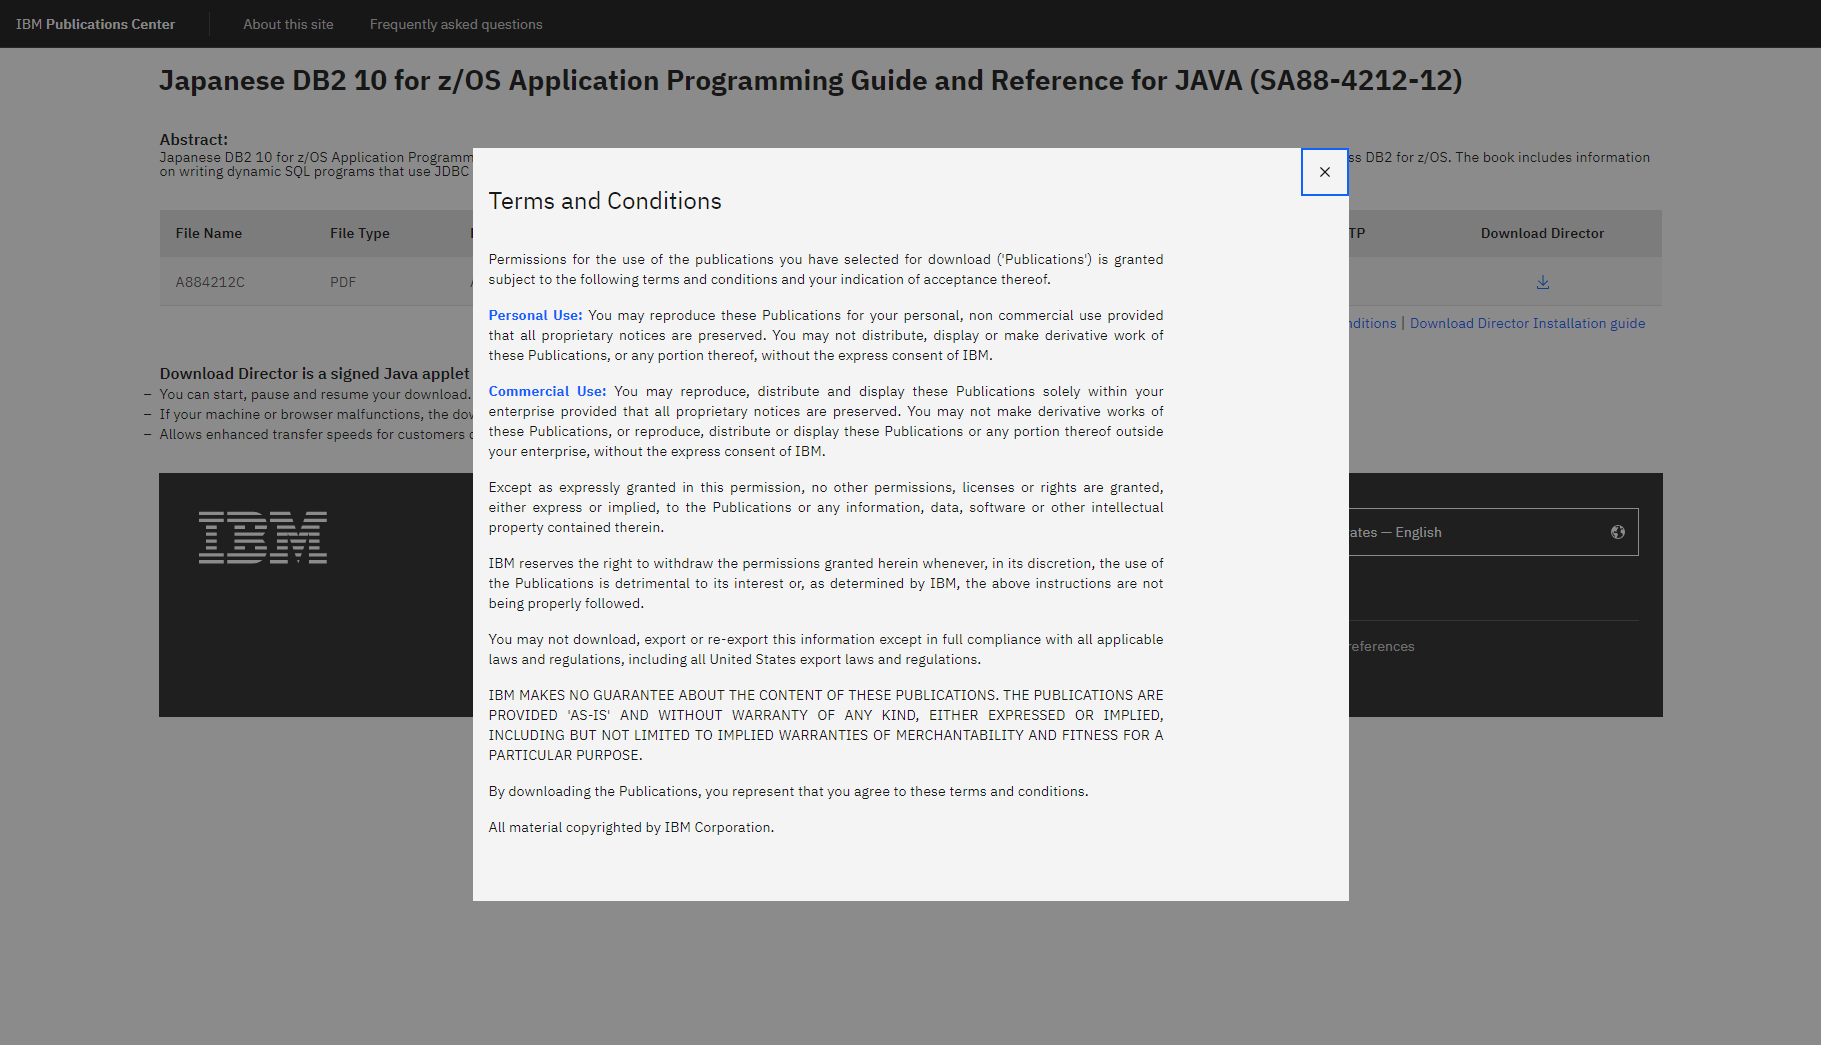 IBM Publications Center
About this site
Frequently asked questions
Japanese DB2 10 for z/OS Application Programming Guide and Reference for JAVA (SA88-4212-12)
Abstract:
Japanese DB2 10 for z/OS Application Programm
ss DB2 for z/OS. The book includes information
on writing dynamic SQL programs that use JDBC
File Name
File Type
TP
Download Director
A884212C
PDF
nditions | Download Director Installation guide
Download Director is a signed Java applet
– You can start, pause and resume your download.
– If your machine or browser malfunctions, the dow
– Allows enhanced transfer speeds for customers
IBM
ates — English
references
Terms and Conditions
Permissions for the use of the publications you have selected for download ('Publications') is granted
subject to the following terms and conditions and your indication of acceptance thereof.
Personal Use: You may reproduce these Publications for your personal, non commercial use provided
that all proprietary notices are preserved. You may not distribute, display or make derivative work of
these Publications, or any portion thereof, without the express consent of IBM.
Commercial Use: You may reproduce, distribute and display these Publications solely within your
enterprise provided that all proprietary notices are preserved. You may not make derivative works of
these Publications, or reproduce, distribute or display these Publications or any portion thereof outside
your enterprise, without the express consent of IBM.
Except as expressly granted in this permission, no other permissions, licenses or rights are granted,
either express or implied, to the Publications or any information, data, software or other intellectual
property contained therein.
IBM reserves the right to withdraw the permissions granted herein whenever, in its discretion, the use of
the Publications is detrimental to its interest or, as determined by IBM, the above instructions are not
being properly followed.
You may not download, export or re-export this information except in full compliance with all applicable
laws and regulations, including all United States export laws and regulations.
IBM MAKES NO GUARANTEE ABOUT THE CONTENT OF THESE PUBLICATIONS. THE PUBLICATIONS ARE
PROVIDED 'AS-IS' AND WITHOUT WARRANTY OF ANY KIND, EITHER EXPRESSED OR IMPLIED,
INCLUDING BUT NOT LIMITED TO IMPLIED WARRANTIES OF MERCHANTABILITY AND FITNESS FOR A
PARTICULAR PURPOSE.
By downloading the Publications, you represent that you agree to these terms and conditions.
All material copyrighted by IBM Corporation.